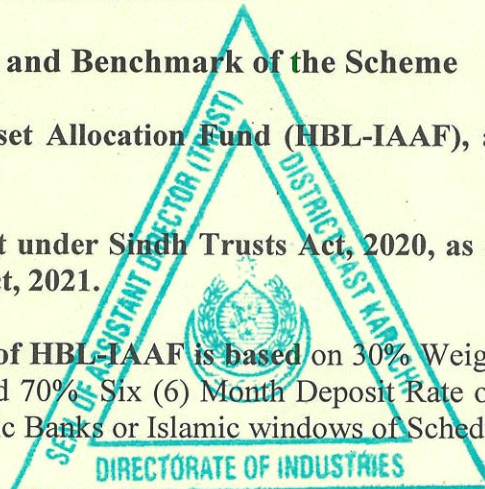 and Benchmark of the Scheme
set Allocation Fund (HBL-IAAF), a
t under Sindh Trusts Act, 2020, as
ct, 2021.
of HBL-IAAF is based on 30% Weig
d 70% Six (6) Month Deposit Rate o
ic Banks or Islamic windows of Sched
SEAL OF ASSISTANT DIRECTOR (TRUST)
DISTRICT EAST KARACHI
DIRECTORATE OF INDUSTRIES